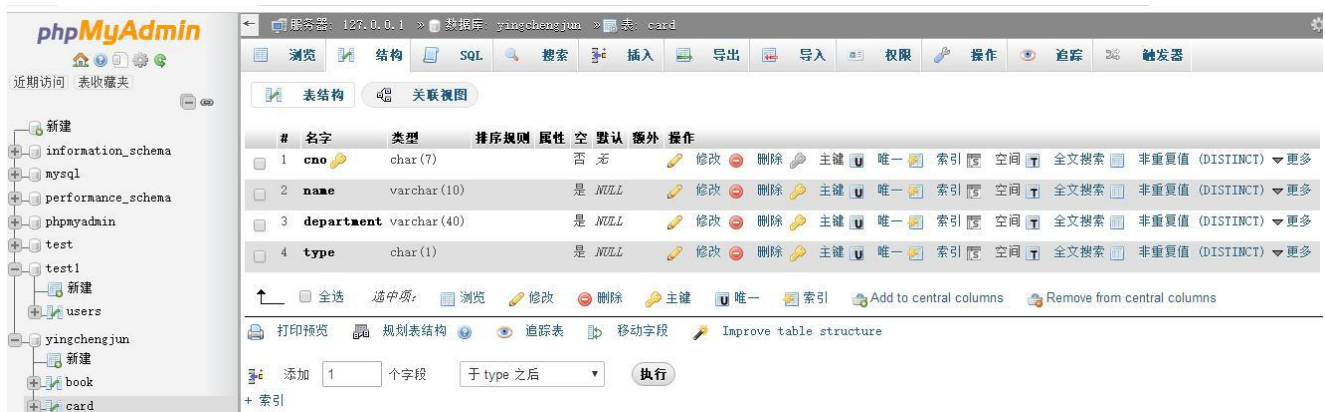 phpMyAdmin
近期访问 表收藏夹
新建
information_schema
mysql
performance_schema
phpmyadmin
test
test1
新建
users
yingchengjun
新建
book
card
服务器: 127.0.0.1 » 数据库: yingchengjun » 表: card
浏览 结构 SQL 搜索 插入 导出 导入 权限 操作 追踪 触发器
表结构 关联视图
# 名字 类型 排序规则 属性 空 默认 额外 操作
1 cno char(7) 否 无 修改 删除 主键 唯一 索引 空间 全文搜索 非重复值 (DISTINCT) 更多
2 name varchar(10) 是 NULL 修改 删除 主键 唯一 索引 空间 全文搜索 非重复值 (DISTINCT) 更多
3 department varchar(40) 是 NULL 修改 删除 主键 唯一 索引 空间 全文搜索 非重复值 (DISTINCT) 更多
4 type char(1) 是 NULL 修改 删除 主键 唯一 索引 空间 全文搜索 非重复值 (DISTINCT) 更多
全选 选中项: 浏览 修改 删除 主键 唯一 索引 Add to central columns Remove from central columns
打印预览 规划表结构 追踪表 移动字段 Improve table structure
添加 1 个字段 于 type 之后 执行
+ 索引